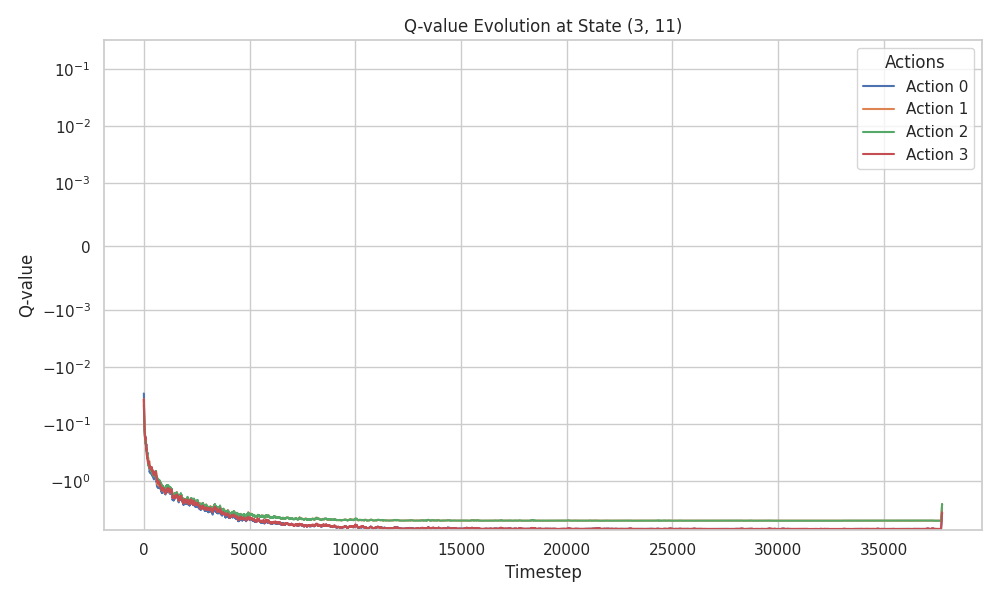 Q-value Evolution at State (3, 11)
Actions
Action 0
Action 1
Action 2
Action 3
Q-value
10⁻¹
10⁻²
10⁻³
0
−10⁻³
−10⁻²
−10⁻¹
−10⁰
0 5000 10000 15000 20000 25000 30000 35000
Timestep